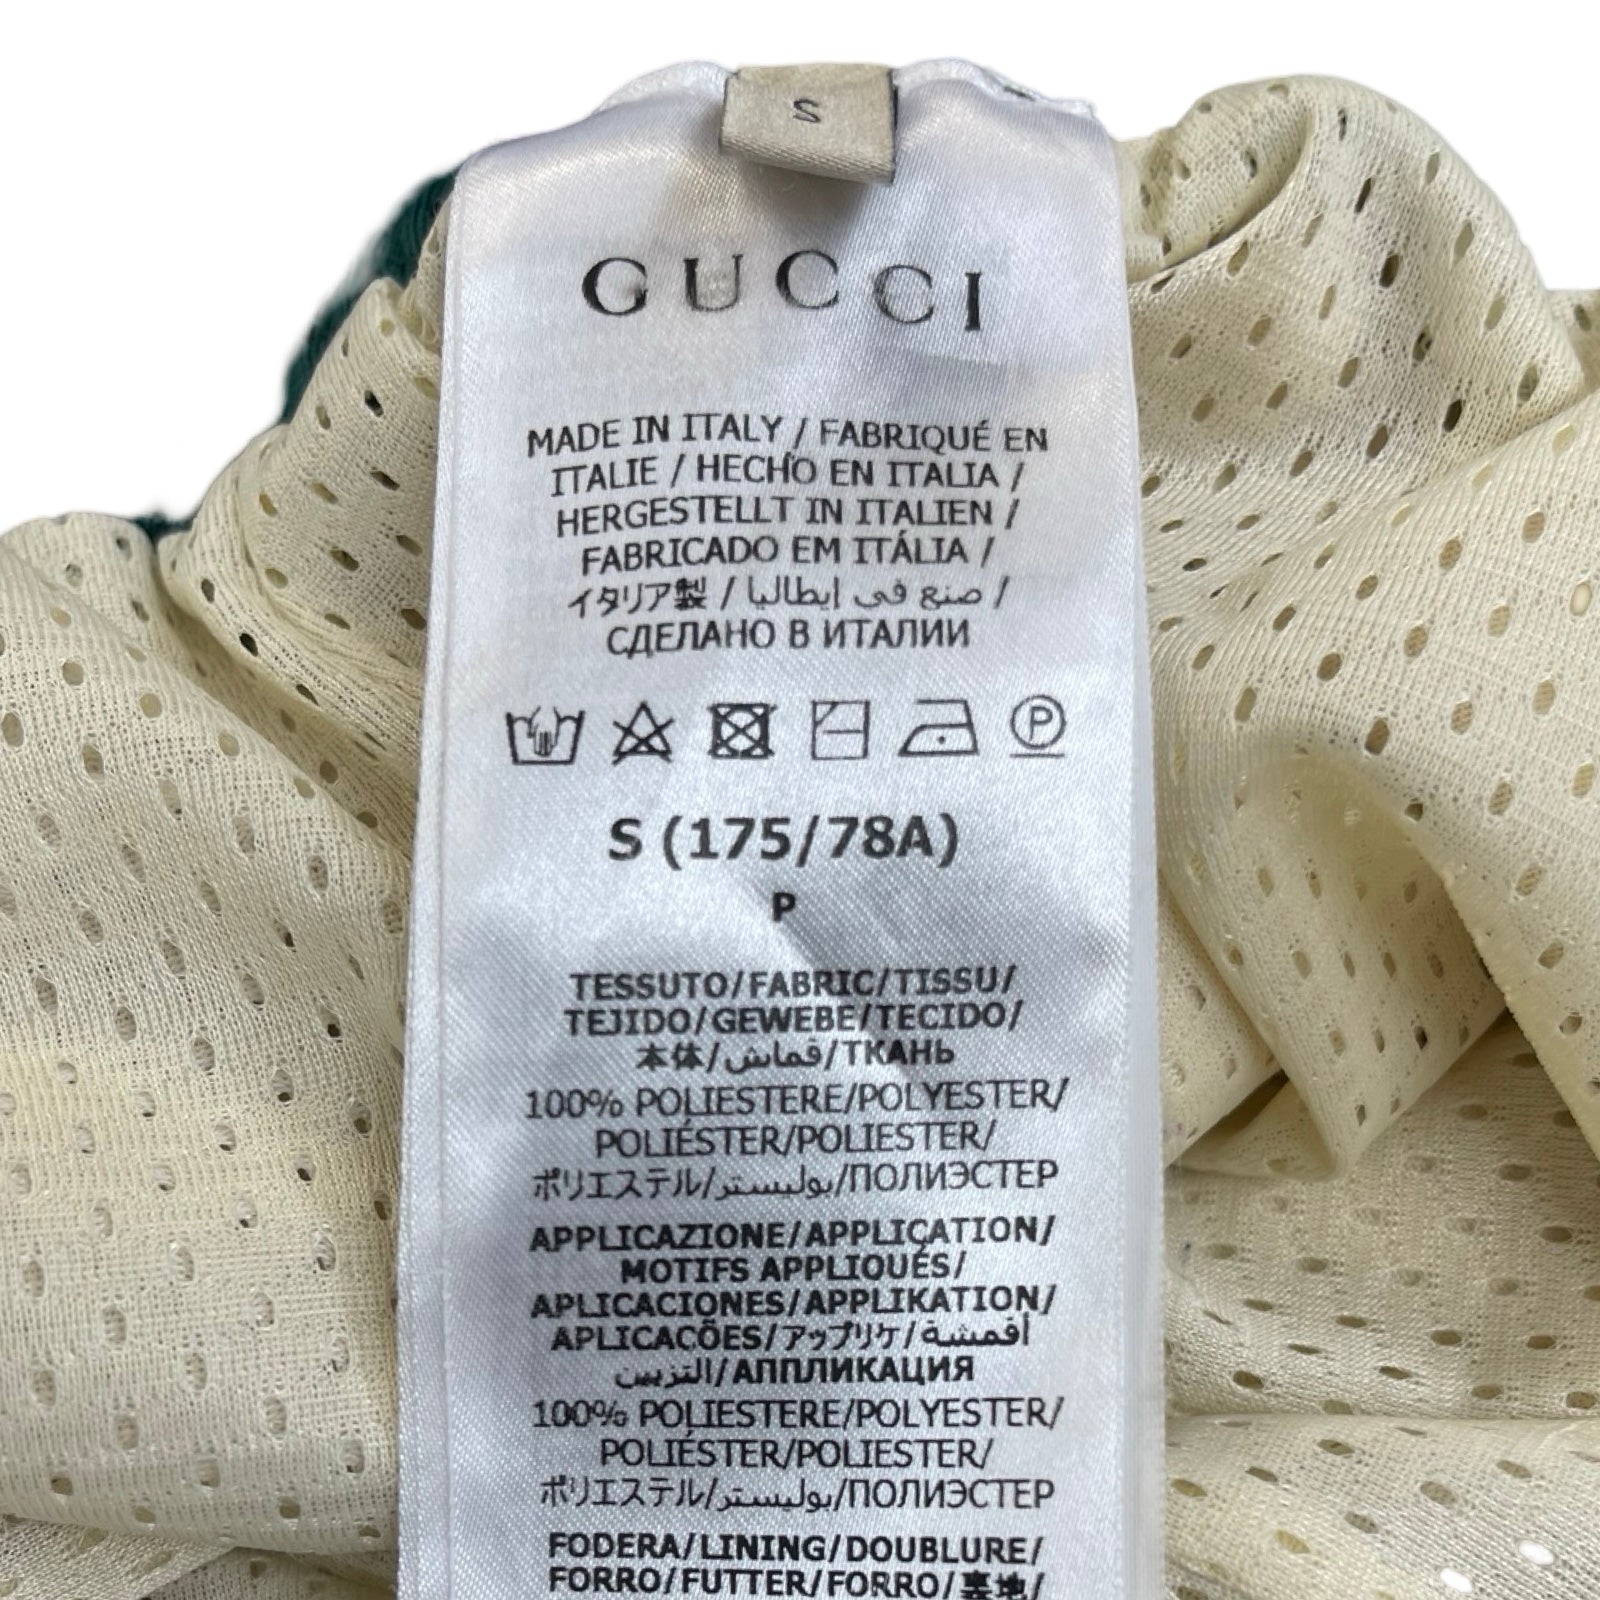 S
GUCCI
MADE IN ITALY / FABRIQUÉ EN
ITALIE / HECHO EN ITALIA /
HERGESTELLT IN ITALIEN /
FABRICADO EM ITÁLIA /
イタリア製 / صنع في إيطاليا /
СДЕЛАНО В ИТАЛИИ
P
S (175/78A)
P
TESSUTO/FABRIC/TISSU/
TEJIDO/GEWEBE/TECIDO/
本体/قماش/ТКАНЬ
100% POLIESTERE/POLYESTER/
POLIÉSTER/POLIESTER/
ポリエステル/بوليستر/ПОЛИЭСТЕР
APPLICAZIONE/APPLICATION/
MOTIFS APPLIQUÉS/
APLICACIONES/APPLIKATION/
APLICAÇÕES/アップリケ/أقمشة
التزيين/АППЛИКАЦИЯ
100% POLIESTERE/POLYESTER/
POLIÉSTER/POLIESTER/
ポリエステル/بوليستر/ПОЛИЭСТЕР
FODERA/LINING/DOUBLURE/
FORRO/FUTTER/FORRO/裏地/